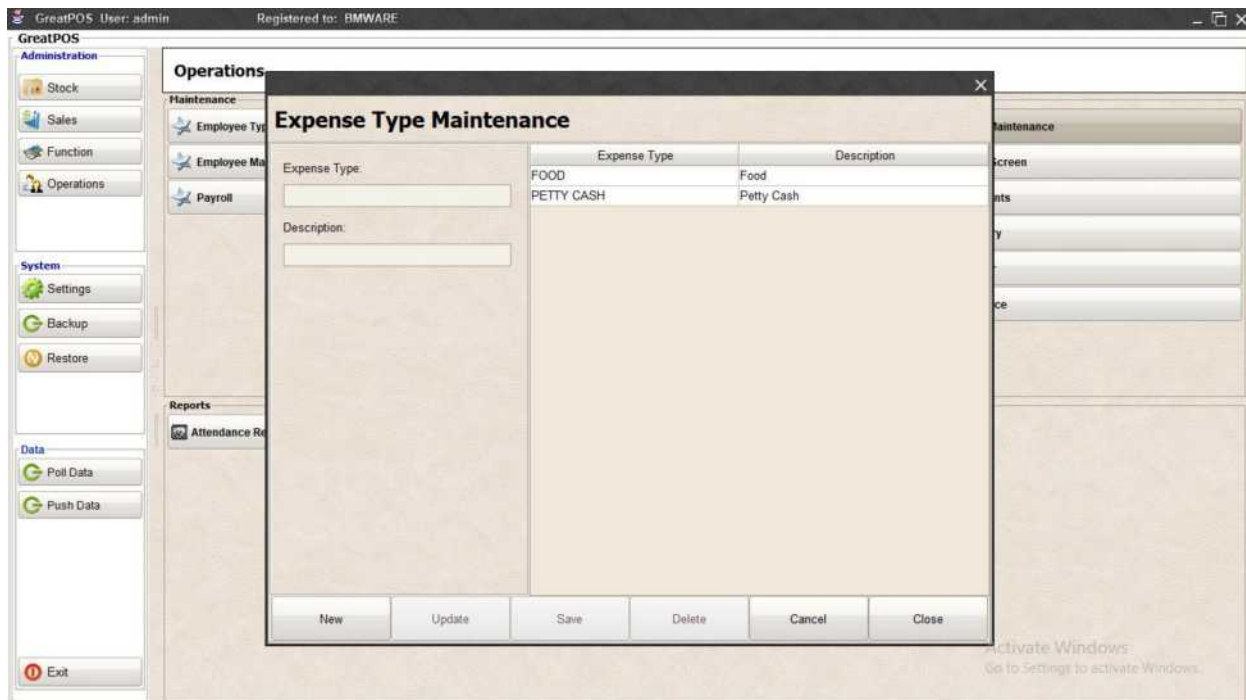 GreatPOS User: admin Registered to: BMWARE
GreatPOS
Administration
Stock
Sales
Function
Operations
System
Settings
Backup
Restore
Data
Poll Data
Push Data
Exit
Operations
Maintenance
Employee Typ
Employee Ma
Payroll
Reports
Attendance Re
Expense Type Maintenance
Expense Type:
Description:
Expense Type Description
FOOD Food
PETTY CASH Petty Cash
New Update Save Delete Cancel Close
Maintenance
Screen
nts
y
ce
Activate Windows
Go to Settings to activate Windows.